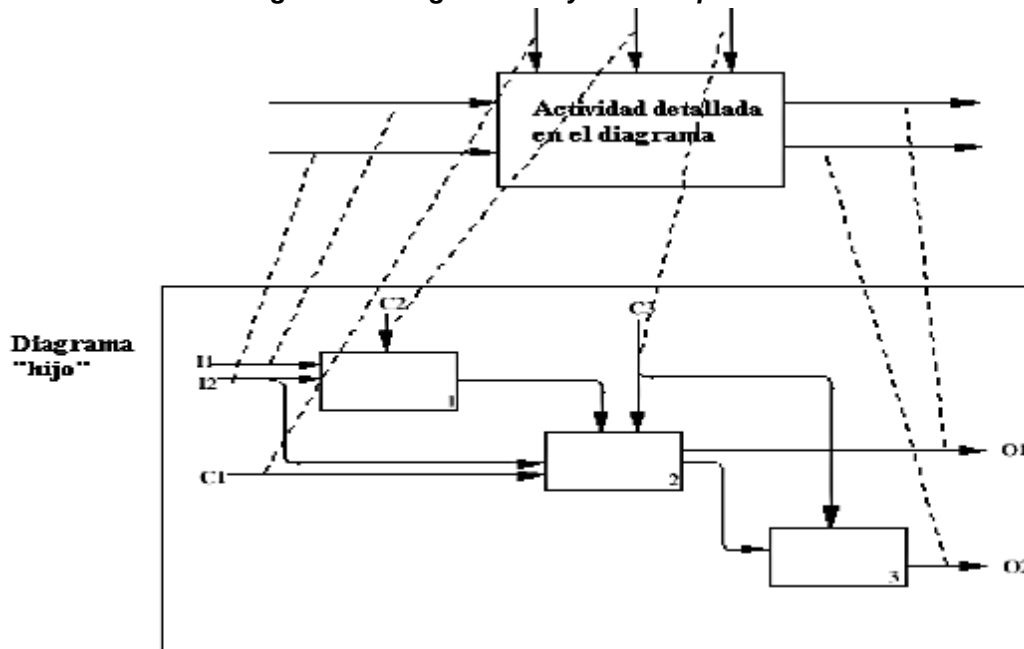 Actividad detallada
en el diagrama
C2
C3
Diagrama
"hijo"
I1
I2
1
C1
2
O1
3
O2